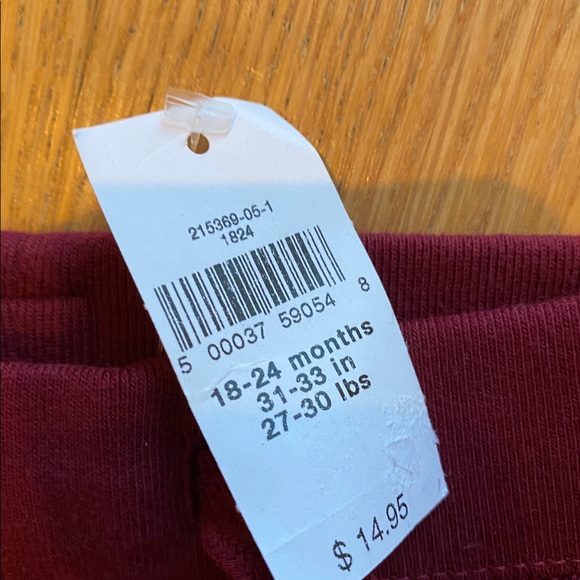 215369-05-1
1824
5 00037 59054 8
18-24 months
31-33 in
27-30 lbs
$ 14.95